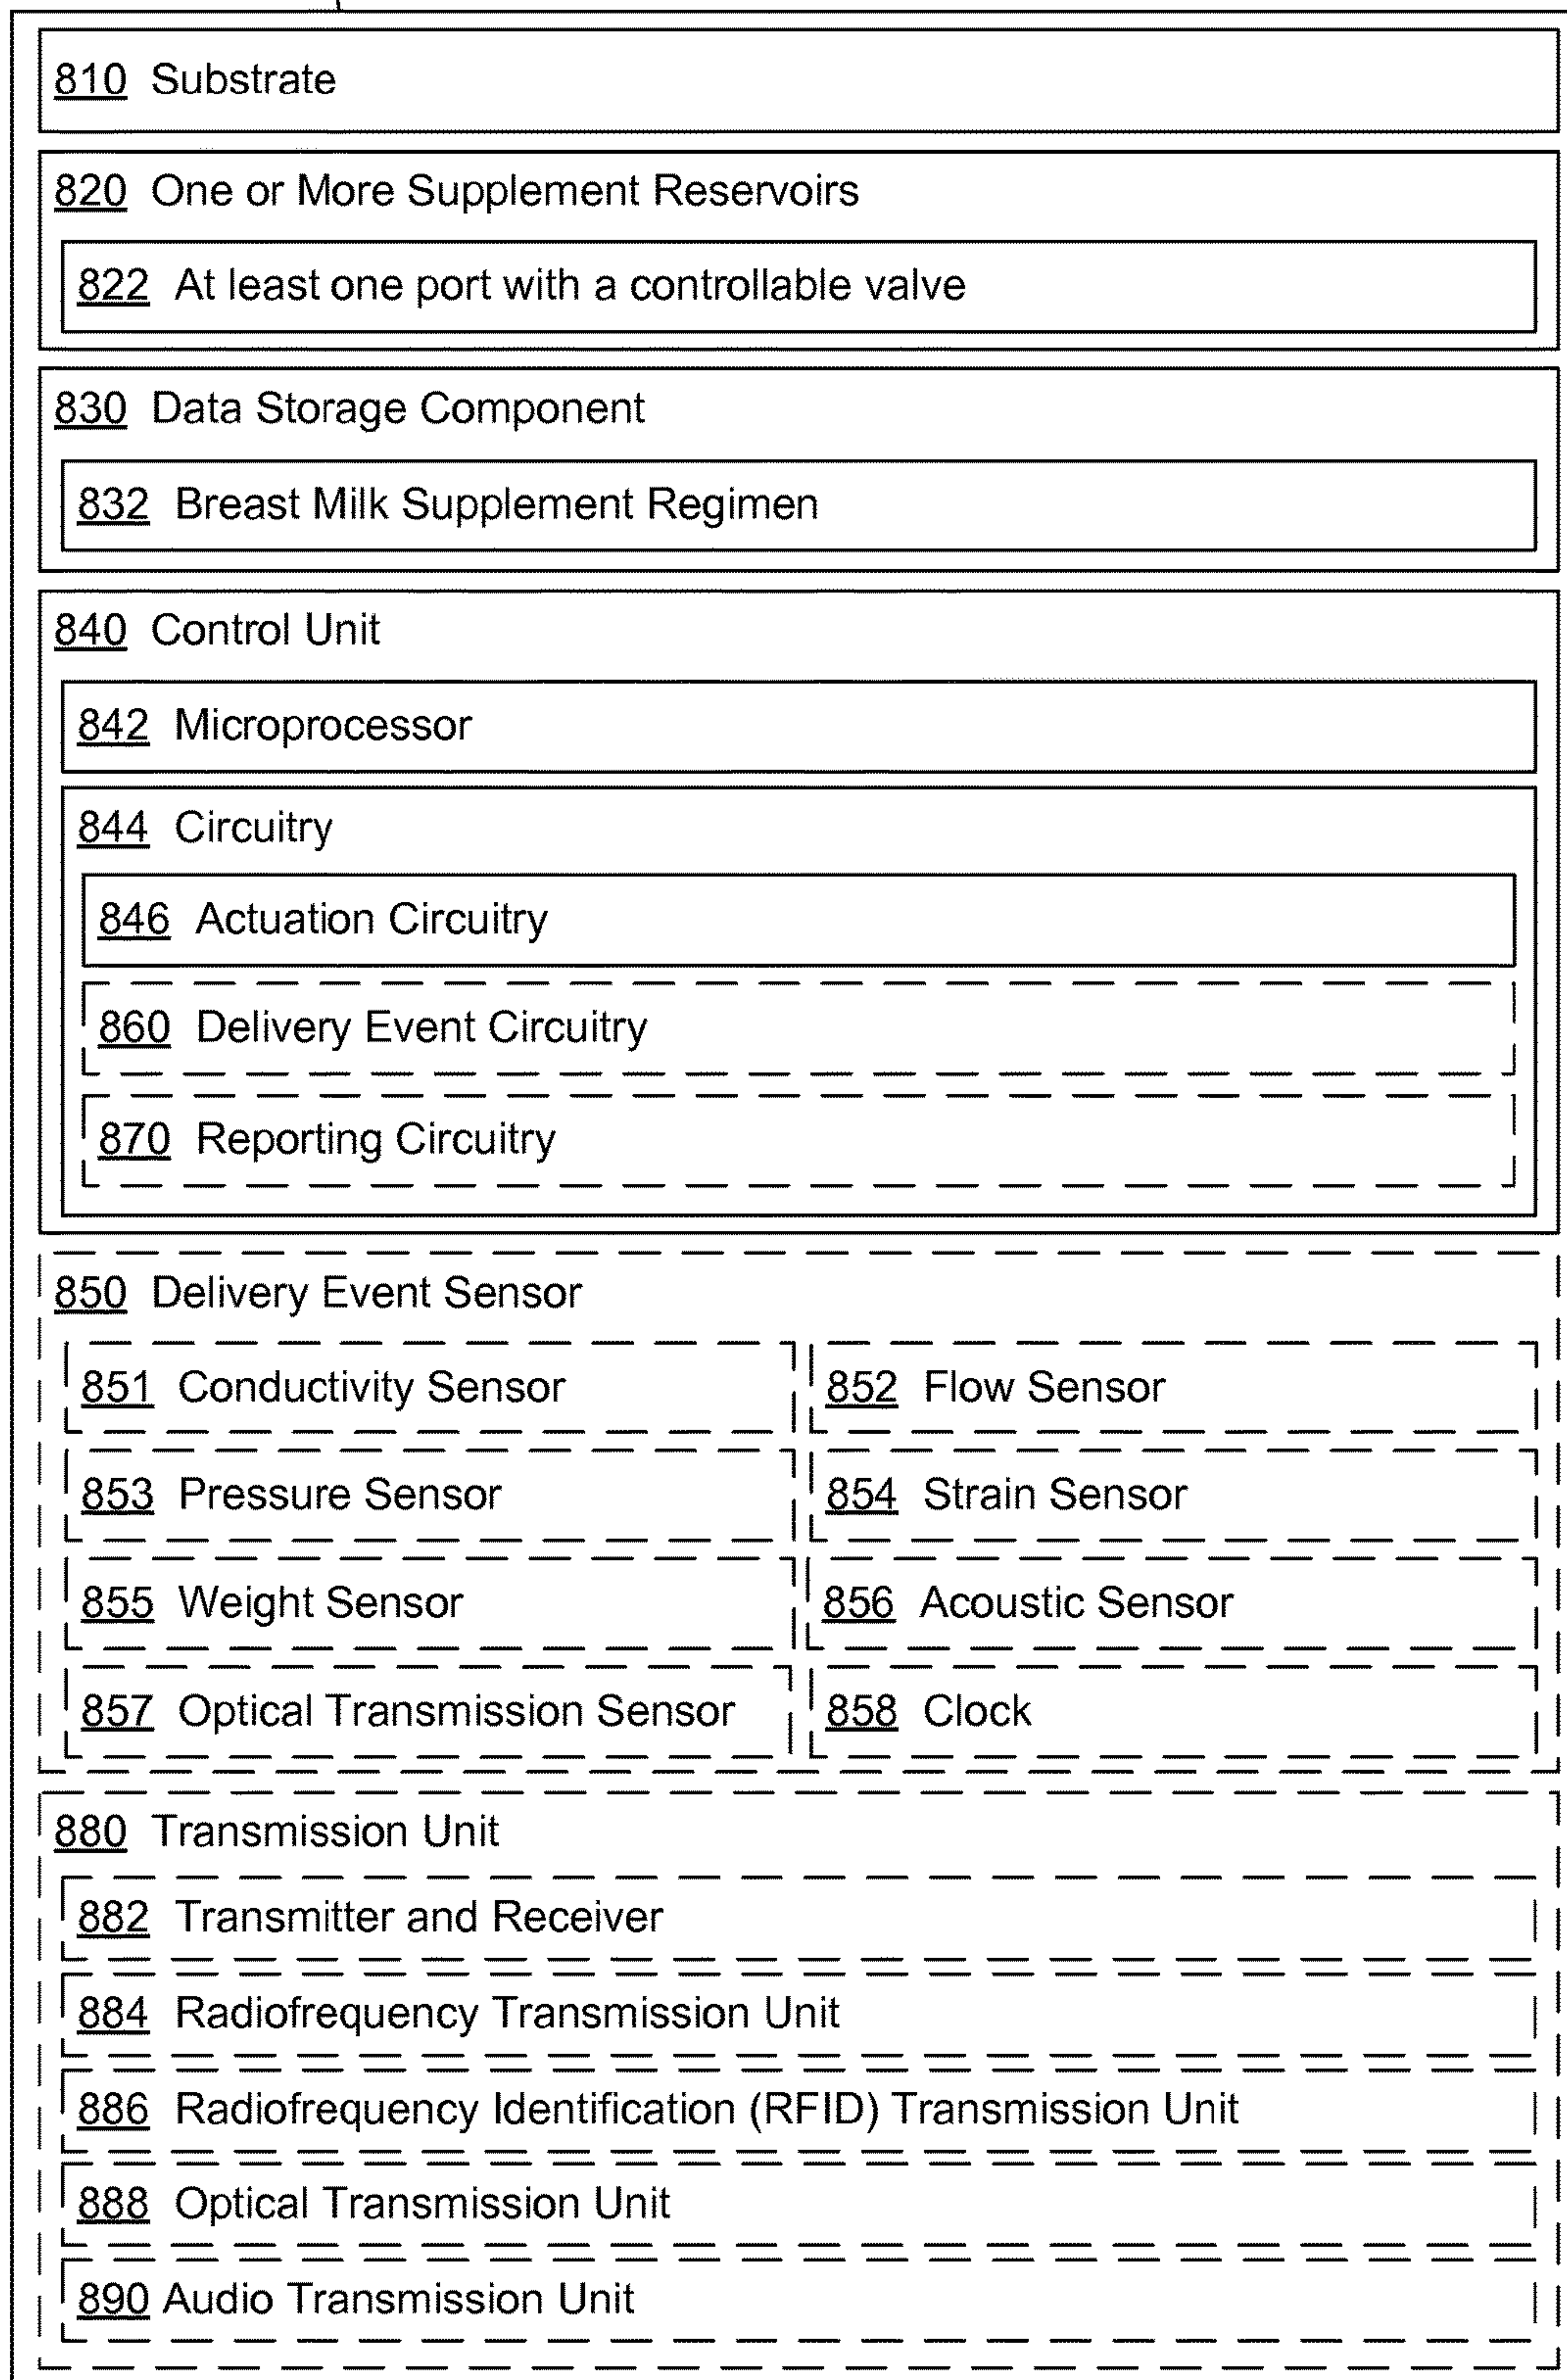 810 Substrate
820 One or More Supplement Reservoirs
822 At least one port with a controllable valve
830 Data Storage Component
832 Breast Milk Supplement Regimen
840 Control Unit
842 Microprocessor
844 Circuitry
846 Actuation Circuitry
860 Delivery Event Circuitry
870 Reporting Circuitry
850 Delivery Event Sensor
851 Conductivity Sensor
852 Flow Sensor
853 Pressure Sensor
854 Strain Sensor
855 Weight Sensor
856 Acoustic Sensor
857 Optical Transmission Sensor
858 Clock
880 Transmission Unit
882 Transmitter and Receiver
884 Radiofrequency Transmission Unit
886 Radiofrequency Identification (RFID) Transmission Unit
888 Optical Transmission Unit
890 Audio Transmission Unit